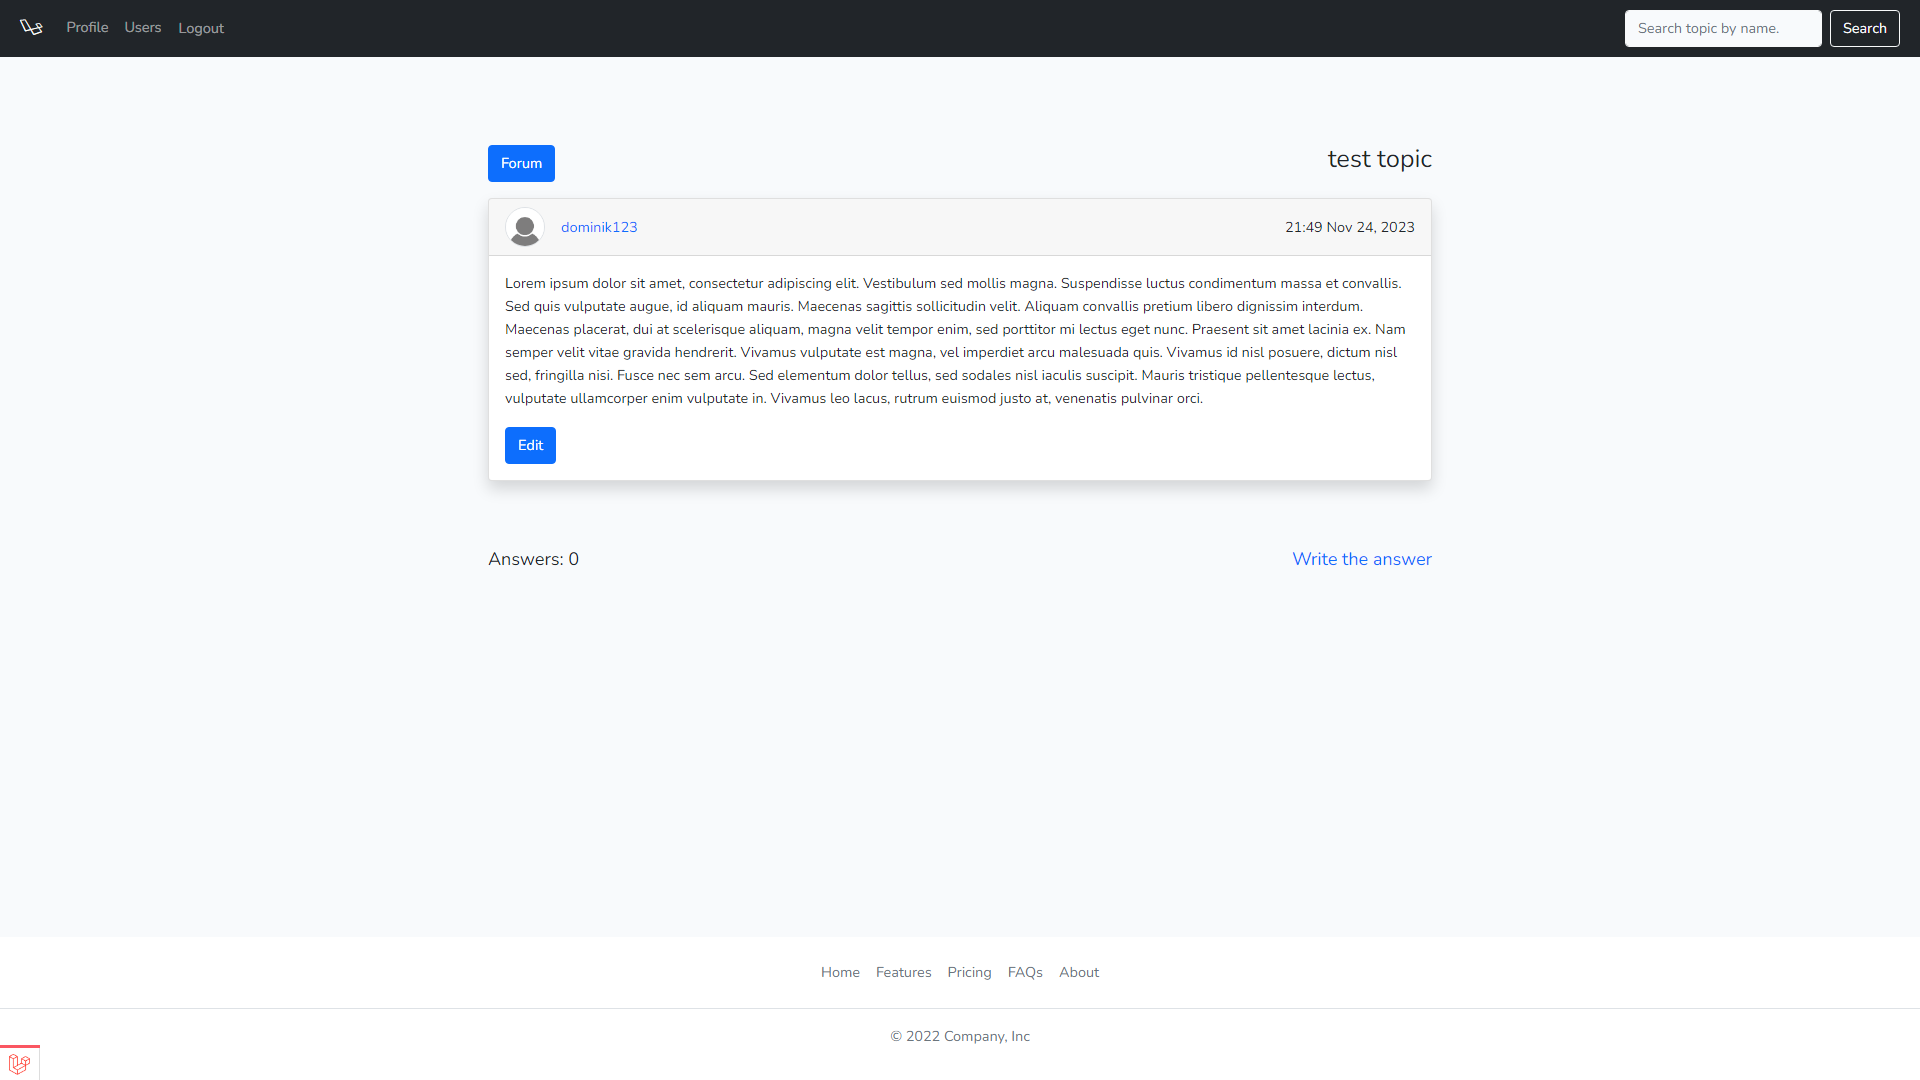 Profile Users Logout Search topic by name. Search
Forum test topic
dominik123 21:49 Nov 24, 2023
Lorem ipsum dolor sit amet, consectetur adipiscing elit. Vestibulum sed mollis magna. Suspendisse luctus condimentum massa et convallis.
Sed quis vulputate augue, id aliquam mauris. Maecenas sagittis sollicitudin velit. Aliquam convallis pretium libero dignissim interdum.
Maecenas placerat, dui at scelerisque aliquam, magna velit tempor enim, sed porttitor mi lectus eget nunc. Praesent sit amet lacinia ex. Nam
semper velit vitae gravida hendrerit. Vivamus vulputate est magna, vel imperdiet arcu malesuada quis. Vivamus id nisl posuere, dictum nisl
sed, fringilla nisi. Fusce nec sem arcu. Sed elementum dolor tellus, sed sodales nisl iaculis suscipit. Mauris tristique pellentesque lectus,
vulputate ullamcorper enim vulputate in. Vivamus leo lacus, rutrum euismod justo at, venenatis pulvinar orci.
Edit
Answers: 0 Write the answer
Home Features Pricing FAQs About
© 2022 Company, Inc